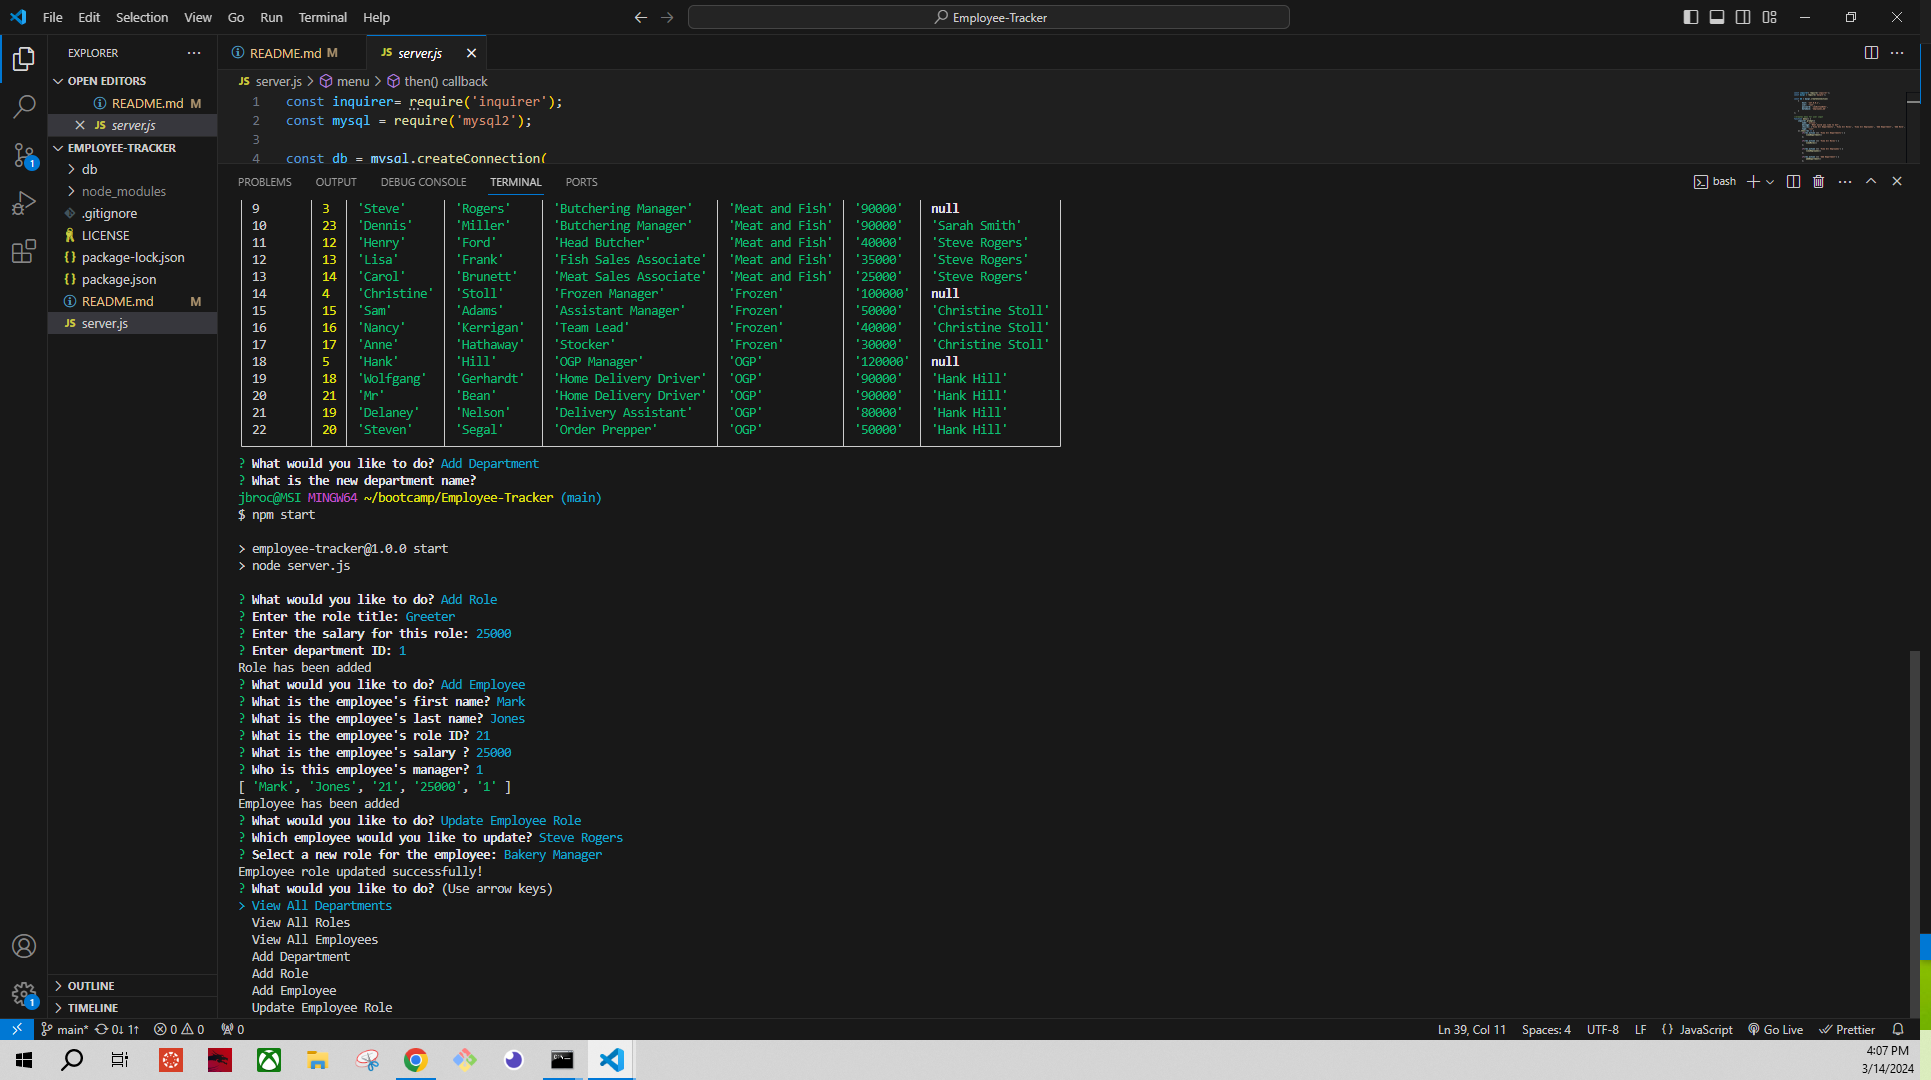 File Edit Selection View Go Run Terminal Help
Employee-Tracker
EXPLORER
OPEN EDITORS
README.md M
server.js
EMPLOYEE-TRACKER
db
node_modules
.gitignore
LICENSE
package-lock.json
package.json
README.md M
server.js
OUTLINE
TIMELINE
README.md M
JS server.js
JS server.js > menu > then() callback
1 const inquirer= require('inquirer');
2 const mysql = require('mysql2');
3
4 const db = mysql.createConnection(
PROBLEMS OUTPUT DEBUG CONSOLE TERMINAL PORTS
bash
9 3 'Steve' 'Rogers' 'Butchering Manager' 'Meat and Fish' '90000' null
10 23 'Dennis' 'Miller' 'Butchering Manager' 'Meat and Fish' '90000' 'Sarah Smith'
11 12 'Henry' 'Ford' 'Head Butcher' 'Meat and Fish' '40000' 'Steve Rogers'
12 13 'Lisa' 'Frank' 'Fish Sales Associate' 'Meat and Fish' '35000' 'Steve Rogers'
13 14 'Carol' 'Brunett' 'Meat Sales Associate' 'Meat and Fish' '25000' 'Steve Rogers'
14 4 'Christine' 'Stoll' 'Frozen Manager' 'Frozen' '100000' null
15 15 'Sam' 'Adams' 'Assistant Manager' 'Frozen' '50000' 'Christine Stoll'
16 16 'Nancy' 'Kerrigan' 'Team Lead' 'Frozen' '40000' 'Christine Stoll'
17 17 'Anne' 'Hathaway' 'Stocker' 'Frozen' '30000' 'Christine Stoll'
18 5 'Hank' 'Hill' 'OGP Manager' 'OGP' '120000' null
19 18 'Wolfgang' 'Gerhardt' 'Home Delivery Driver' 'OGP' '90000' 'Hank Hill'
20 21 'Mr' 'Bean' 'Home Delivery Driver' 'OGP' '90000' 'Hank Hill'
21 19 'Delaney' 'Nelson' 'Delivery Assistant' 'OGP' '80000' 'Hank Hill'
22 20 'Steven' 'Segal' 'Order Prepper' 'OGP' '50000' 'Hank Hill'
? What would you like to do? Add Department
? What is the new department name?
jbroc@MSI MINGW64 ~/bootcamp/Employee-Tracker (main)
$ npm start
> employee-tracker@1.0.0 start
> node server.js
? What would you like to do? Add Role
? Enter the role title: Greeter
? Enter the salary for this role: 25000
? Enter department ID: 1
Role has been added
? What would you like to do? Add Employee
? What is the employee's first name? Mark
? What is the employee's last name? Jones
? What is the employee's role ID? 21
? What is the employee's salary ? 25000
? Who is this employee's manager? 1
[ 'Mark', 'Jones', '21', '25000', '1' ]
Employee has been added
? What would you like to do? Update Employee Role
? Which employee would you like to update? Steve Rogers
? Select a new role for the employee: Bakery Manager
Employee role updated successfully!
? What would you like to do? (Use arrow keys)
> View All Departments
View All Roles
View All Employees
Add Department
Add Role
Add Employee
Update Employee Role
main* 0↓ 1↑ 0 0 0
Ln 39, Col 11 Spaces: 4 UTF-8 LF {} JavaScript Go Live Prettier
4:07 PM
3/14/2024